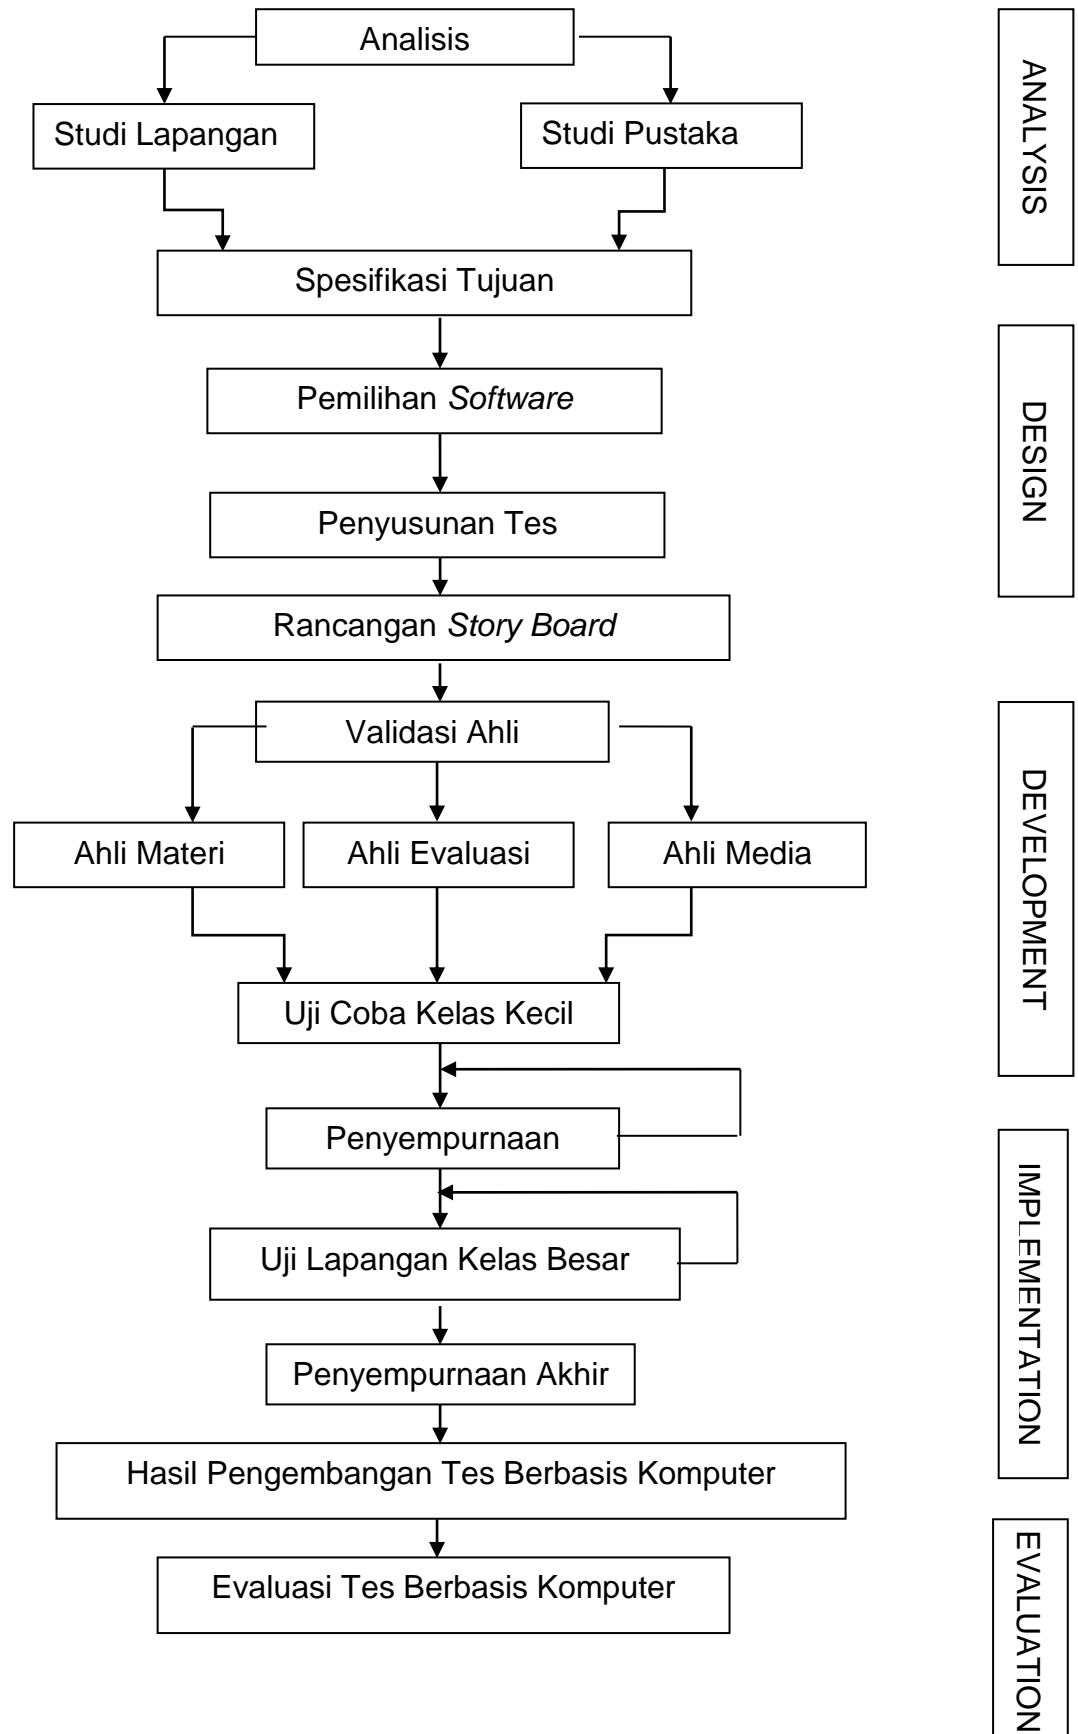 Analisis
Studi Lapangan
Studi Pustaka
Spesifikasi Tujuan
ANALYSIS
Pemilihan Software
Penyusunan Tes
Rancangan Story Board
DESIGN
Validasi Ahli
Ahli Materi
Ahli Evaluasi
Ahli Media
Uji Coba Kelas Kecil
DEVELOPMENT
Penyempurnaan
Uji Lapangan Kelas Besar
Penyempurnaan Akhir
Hasil Pengembangan Tes Berbasis Komputer
IMPLEMENTATION
Evaluasi Tes Berbasis Komputer
EVALUATION